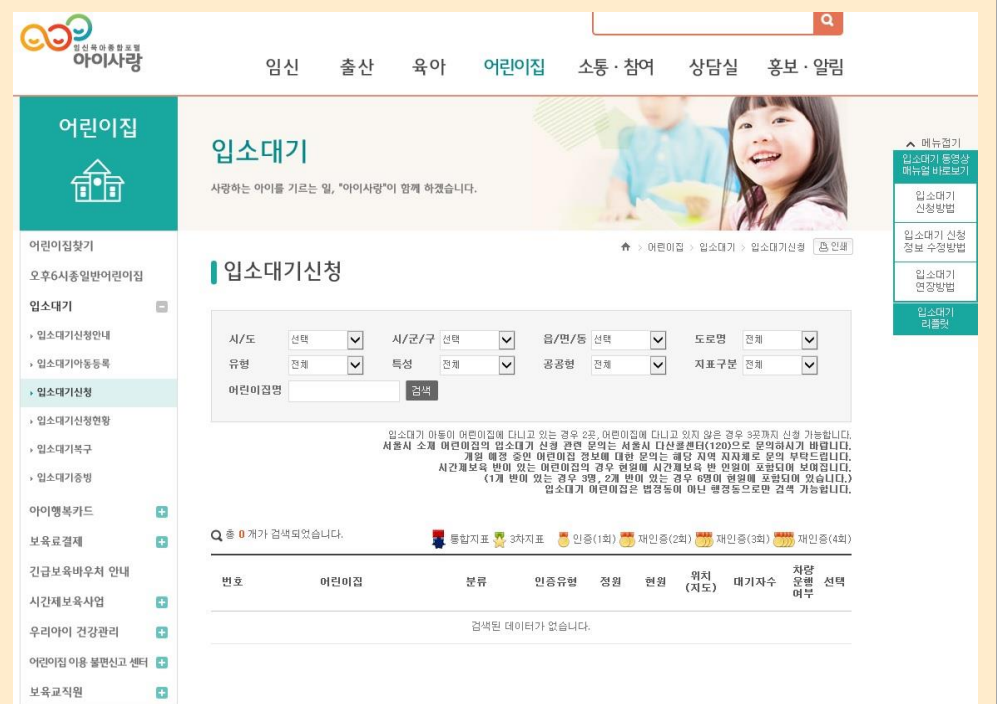 임신육아종합포털
아이사랑
임신 출산 육아 어린이집 소통 · 참여 상담실 홍보 · 알림
어린이집
입소대기
사랑하는 아이를 기르는 일, "아이사랑"이 함께 하겠습니다.
메뉴접기
입소대기 동영상
매뉴얼 바로보기
입소대기
신청방법
입소대기 신청
정보 수정방법
입소대기
연장방법
입소대기
리플릿
어린이집찾기
오후6시종일반어린이집
입소대기
입소대기신청안내
입소대기아동등록
입소대기신청
입소대기신청현황
입소대기복구
입소대기증빙
아이행복카드
보육료결제
긴급보육바우처 안내
시간제보육사업
우리아이 건강관리
어린이집 이용 불편신고 센터
보육교직원
> 어린이집 > 입소대기 > 입소대기신청 인쇄
입소대기신청
시/도 선택 시/군/구 선택 읍/면/동 선택 도로명 전체
유형 전체 특성 전체 공공형 전체 지표구분 전체
어린이집명 검색
입소대기 아동이 어린이집에 다니고 있는 경우 2곳, 어린이집에 다니고 있지 않은 경우 3곳까지 신청 가능합니다.
서울시 소재 어린이집의 입소대기 신청 관련 문의는 서울시 다산콜센터(120)으로 문의하시기 바랍니다.
개원 예정 중인 어린이집 정보에 대한 문의는 해당 지역 지자체로 문의 부탁드립니다.
시간제보육 반이 있는 어린이집의 경우 현원에 시간제보육 반 인원이 포함되어 보여집니다.
(1개 반이 있는 경우 3명, 2개 반이 있는 경우 6명이 현원에 포함되어 있습니다.)
입소대기 어린이집은 법정동이 아닌 행정동으로만 검색 가능합니다.
총 0 개가 검색되었습니다. 통합지표 3차지표 인증(1회) 재인증(2회) 재인증(3회) 재인증(4회)
번호 어린이집 분류 인증유형 정원 현원 위치(지도) 대기자수 차량운행여부 선택
검색된 데이터가 없습니다.